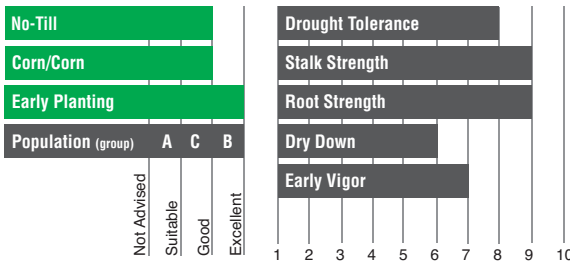 No-Till
Corn/Corn
Early Planting
Population (group) A C B
Not Advised
Suitable
Good
Excellent
Drought Tolerance
Stalk Strength
Root Strength
Dry Down
Early Vigor
1 2 3 4 5 6 7 8 9 10